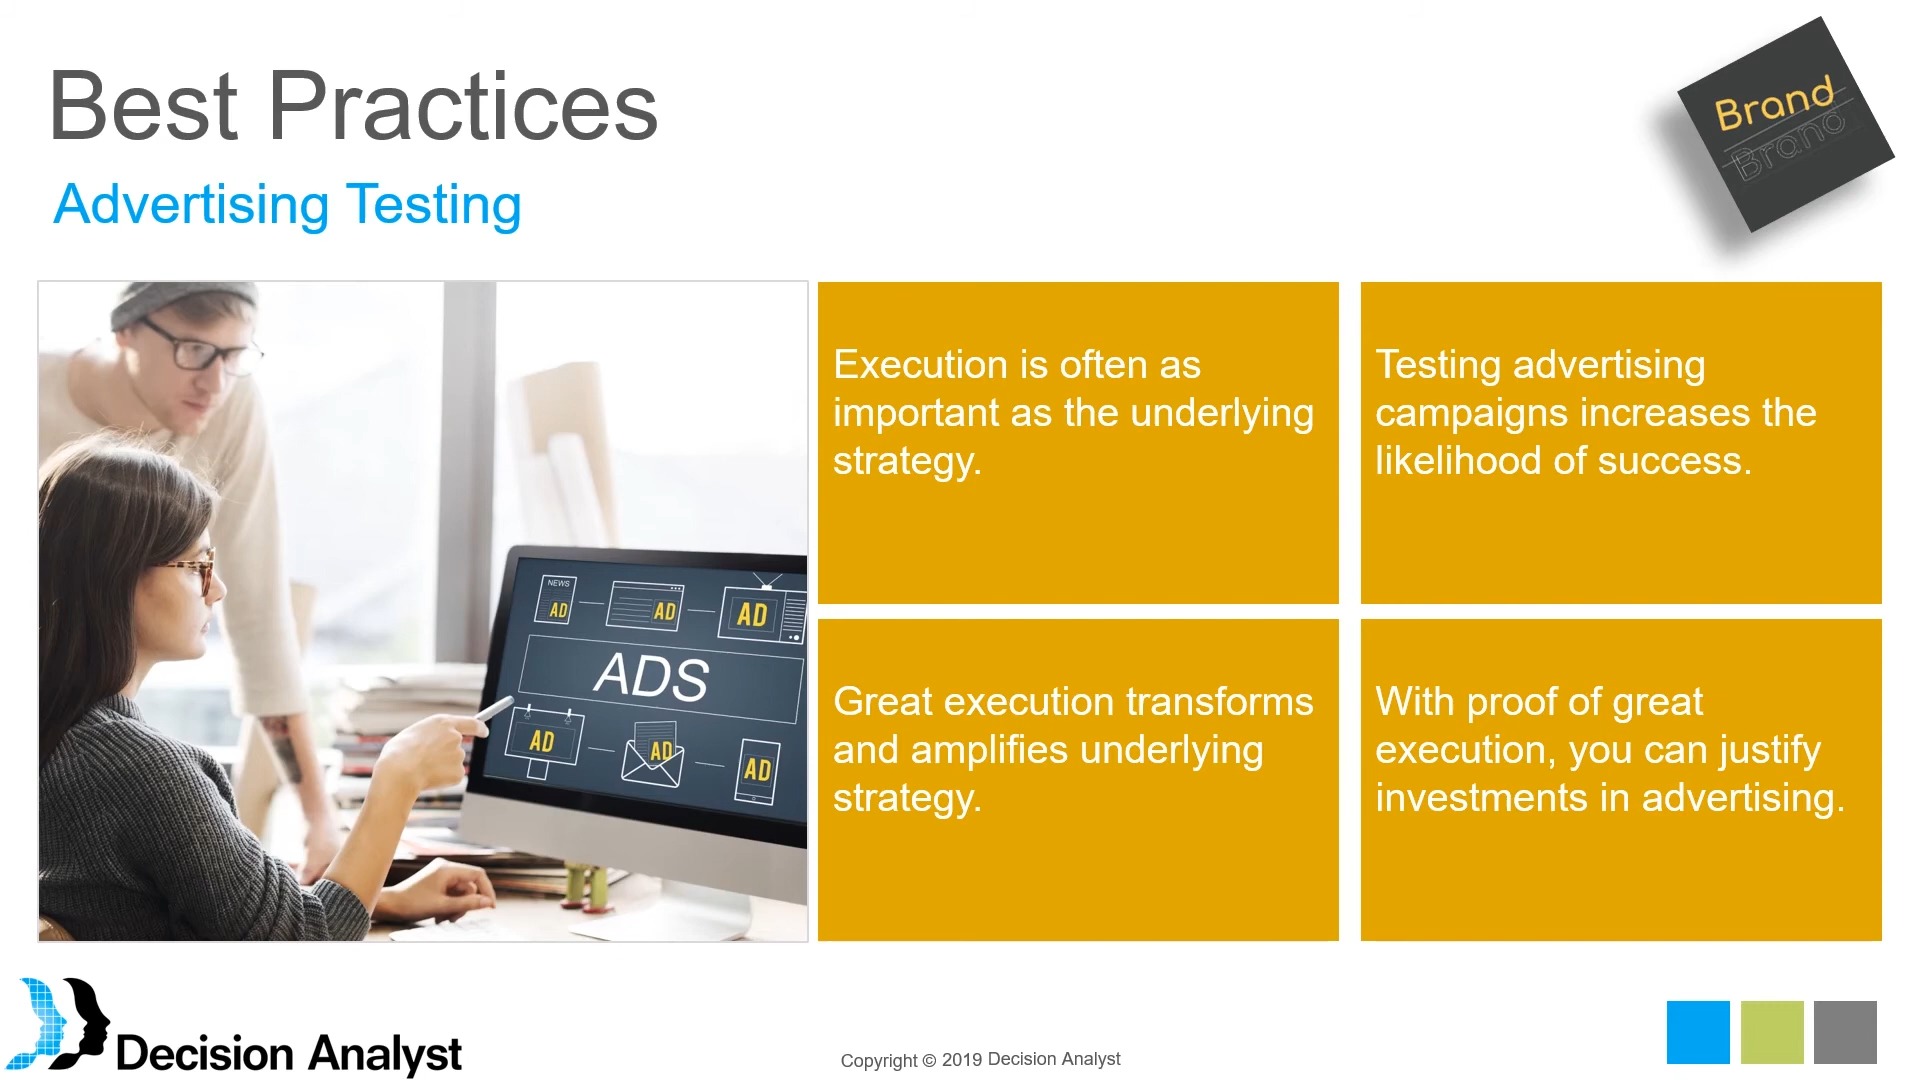 Best Practices
Advertising Testing
Brand
Brand
NEWS
AD
AD
AD
ADS
AD
AD
AD
Execution is often as
important as the underlying
strategy.
Testing advertising
campaigns increases the
likelihood of success.
Great execution transforms
and amplifies underlying
strategy.
With proof of great
execution, you can justify
investments in advertising.
Decision Analyst
Copyright © 2019 Decision Analyst